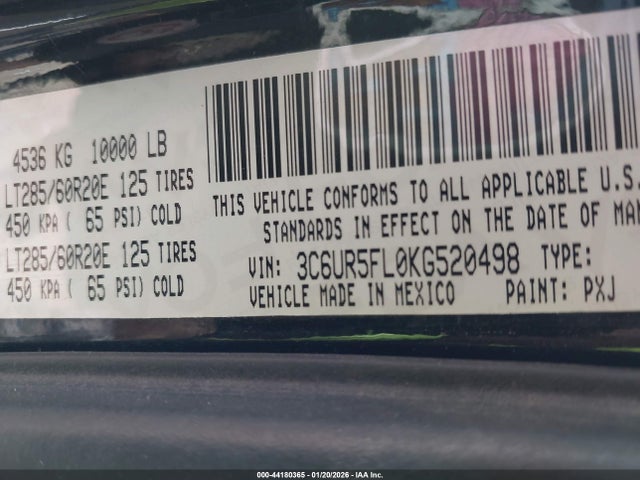 4536 KG 10000 LB
LT285/60R20E 125 TIRES
450 KPA ( 65 PSI) COLD
LT285/60R20E 125 TIRES
450 KPA ( 65 PSI) COLD
THIS VEHICLE CONFORMS TO ALL APPLICABLE U.S.
STANDARDS IN EFFECT ON THE DATE OF MAN
VIN: 3C6UR5FL0KG520498 TYPE:
VEHICLE MADE IN MEXICO PAINT: PXJ
000-44180365 - 01/20/2026 - IAA Inc.